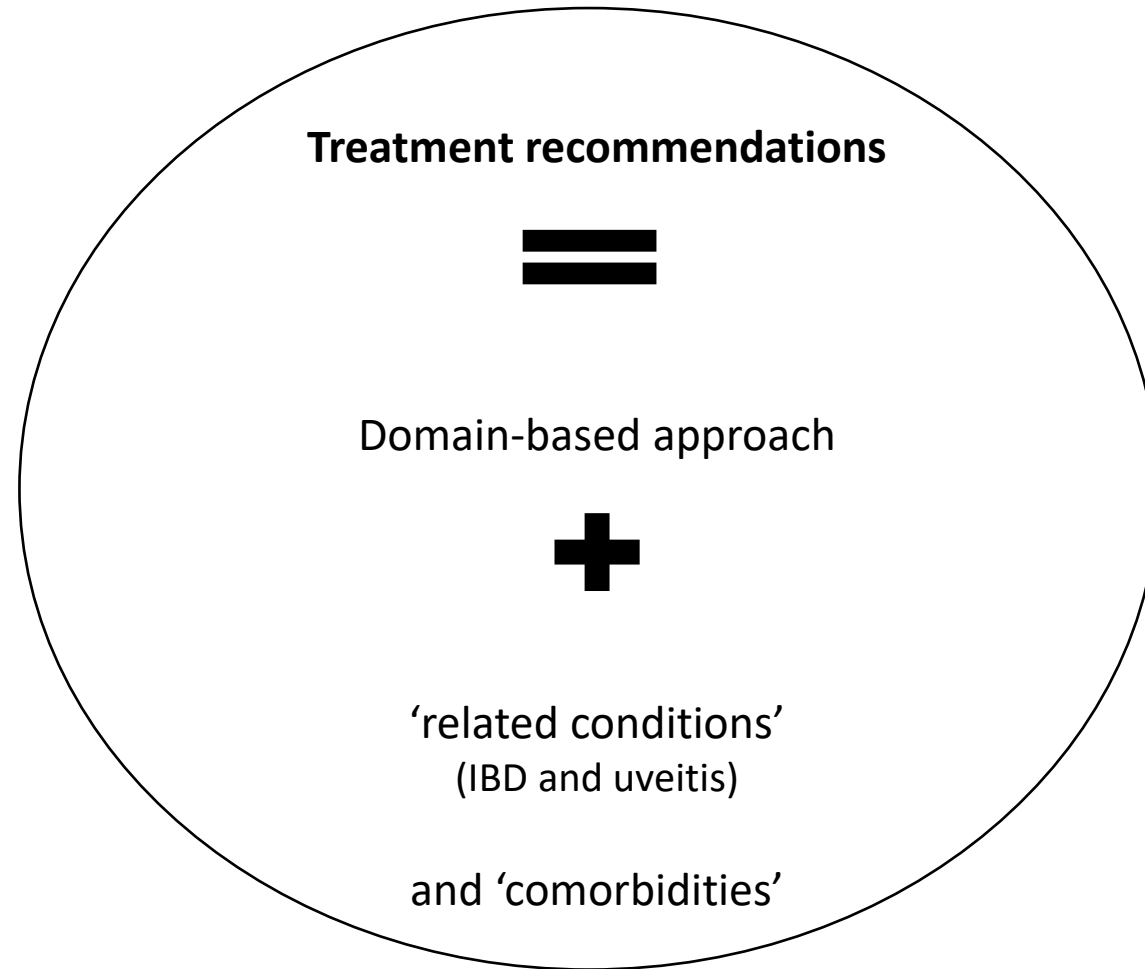 Treatment recommendations
=
Domain-based approach
+
‘related conditions’
(IBD and uveitis)
and ‘comorbidities’